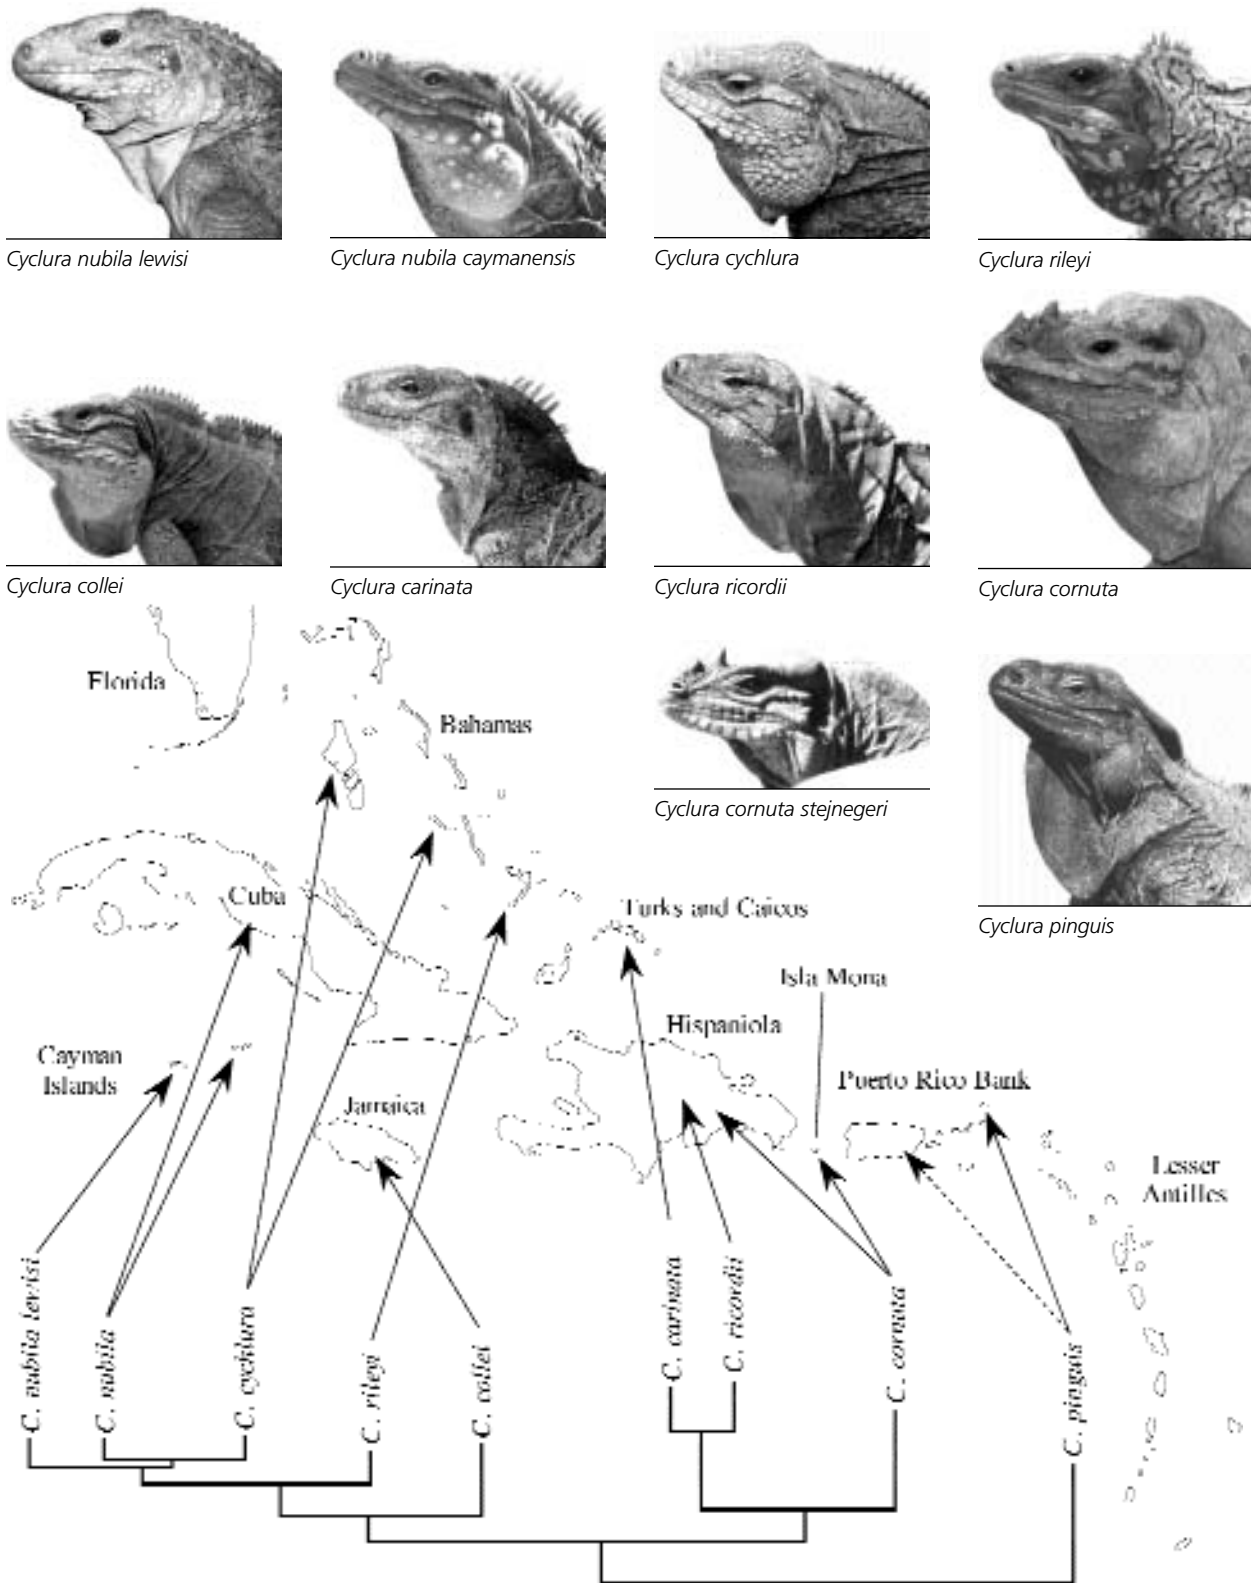 Cyclura nubila lewisi
Cyclura nubila caymanensis
Cyclura cychlura
Cyclura rileyi
Cyclura collei
Cyclura carinata
Cyclura ricordii
Cyclura cornuta
Cyclura cornuta stejnegeri
Cyclura pinguis
Florida
Bahamas
Cuba
Turks and Caicos
Isla Mona
Hispaniola
Cayman
Islands
Jamaica
Puerto Rico Bank
Lesser
Antilles
C. nubila lewisi
C. nubila
C. cychlura
C. rileyi
C. collei
C. carinata
C. ricordii
C. cornuta
C. pinguis